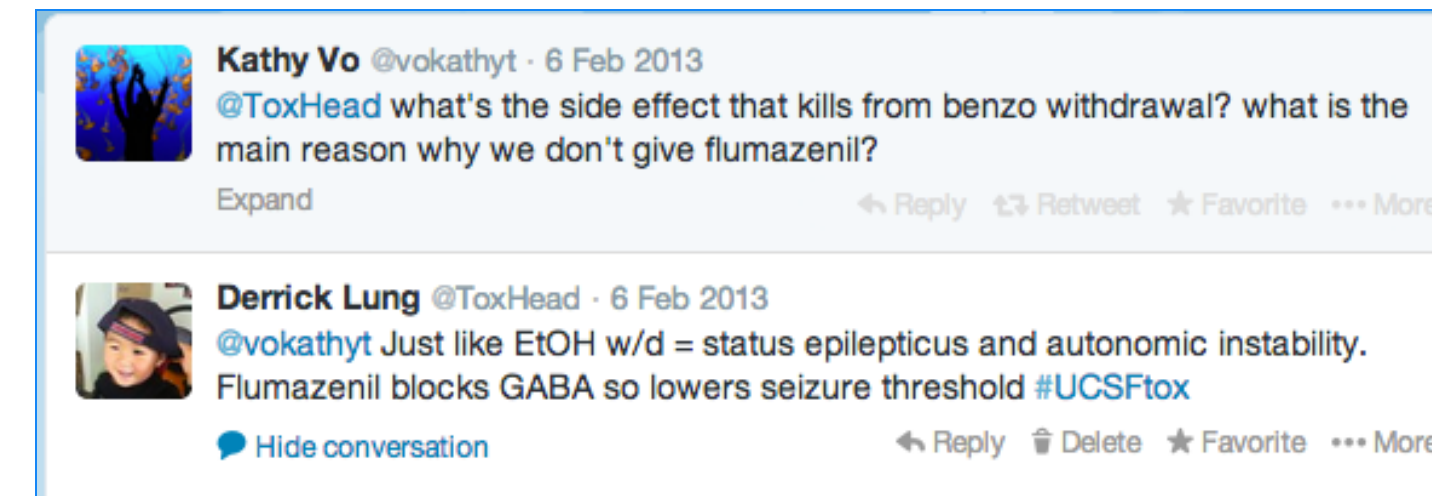 Kathy Vo @vokathyt · 6 Feb 2013
@ToxHead what's the side effect that kills from benzo withdrawal? what is the
main reason why we don't give flumazenil?
Expand Reply Retweet Favorite ••• More
Derrick Lung @ToxHead · 6 Feb 2013
@vokathyt Just like EtOH w/d = status epilepticus and autonomic instability.
Flumazenil blocks GABA so lowers seizure threshold #UCSFtox
Hide conversation Reply Delete Favorite ••• More